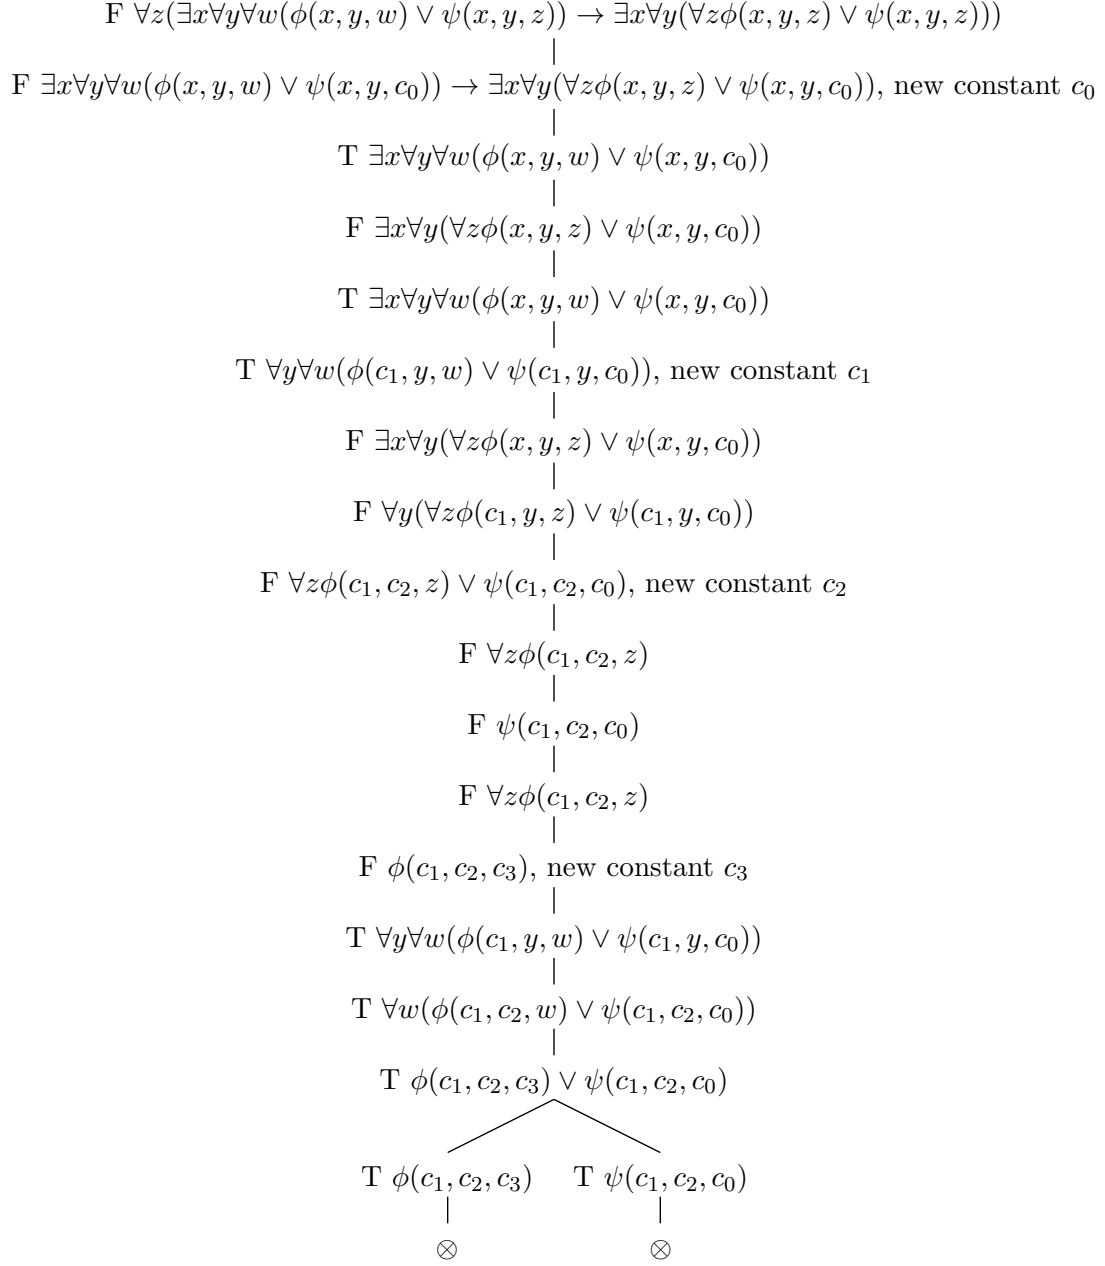 F ∀z(∃x∀y∀w(ϕ(x, y, w) ∨ ψ(x, y, z)) → ∃x∀y(∀zϕ(x, y, z) ∨ ψ(x, y, z)))
F ∃x∀y∀w(ϕ(x, y, w) ∨ ψ(x, y, c₀)) → ∃x∀y(∀zϕ(x, y, z) ∨ ψ(x, y, c₀)), new constant c₀
T ∃x∀y∀w(ϕ(x, y, w) ∨ ψ(x, y, c₀))
F ∃x∀y(∀zϕ(x, y, z) ∨ ψ(x, y, c₀))
T ∃x∀y∀w(ϕ(x, y, w) ∨ ψ(x, y, c₀))
T ∀y∀w(ϕ(c₁, y, w) ∨ ψ(c₁, y, c₀)), new constant c₁
F ∃x∀y(∀zϕ(x, y, z) ∨ ψ(x, y, c₀))
F ∀y(∀zϕ(c₁, y, z) ∨ ψ(c₁, y, c₀))
F ∀zϕ(c₁, c₂, z) ∨ ψ(c₁, c₂, c₀), new constant c₂
F ∀zϕ(c₁, c₂, z)
F ψ(c₁, c₂, c₀)
F ∀zϕ(c₁, c₂, z)
F ϕ(c₁, c₂, c₃), new constant c₃
T ∀y∀w(ϕ(c₁, y, w) ∨ ψ(c₁, y, c₀))
T ∀w(ϕ(c₁, c₂, w) ∨ ψ(c₁, c₂, c₀))
T ϕ(c₁, c₂, c₃) ∨ ψ(c₁, c₂, c₀)
T ϕ(c₁, c₂, c₃) T ψ(c₁, c₂, c₀)
⊗ ⊗